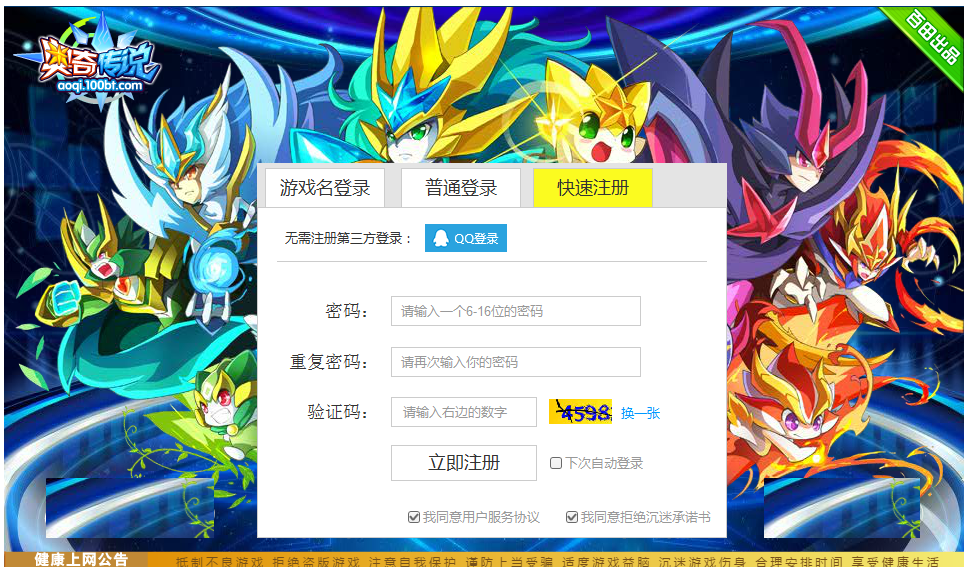 奥奇传说
aoqi.100bt.com
百田出品
游戏名登录 普通登录 快速注册
无需注册第三方登录： QQ登录
密码： 请输入一个6-16位的密码
重复密码： 请再次输入你的密码
验证码： 请输入右边的数字 4598 换一张
立即注册 下次自动登录
我同意用户服务协议 我同意拒绝沉迷承诺书
健康上网公告 抵制不良游戏 拒绝盗版游戏 注意自我保护 谨防上当受骗 适度游戏益脑 沉迷游戏伤身 合理安排时间 享受健康生活